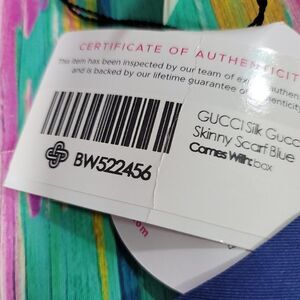 CERTIFICATE OF AUTHENTICIT
This item has been inspected by our team of
and is backed by our lifetime guarantee of
BW522456
GUCCI Silk Gucc
Skinny Scarf Blue
Comes With: box
om